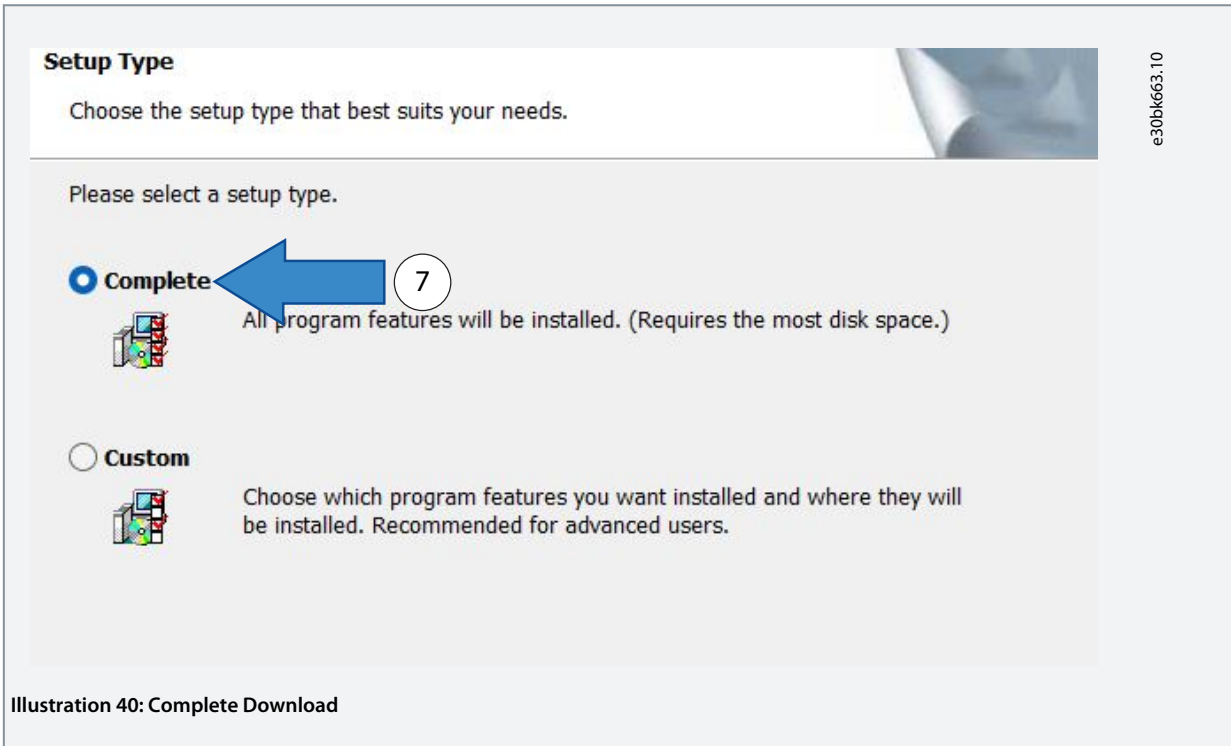 Setup Type
Choose the setup type that best suits your needs.
e30bk663.10
Please select a setup type.
Complete
7
All program features will be installed. (Requires the most disk space.)
Custom
Choose which program features you want installed and where they will
be installed. Recommended for advanced users.
Illustration 40: Complete Download